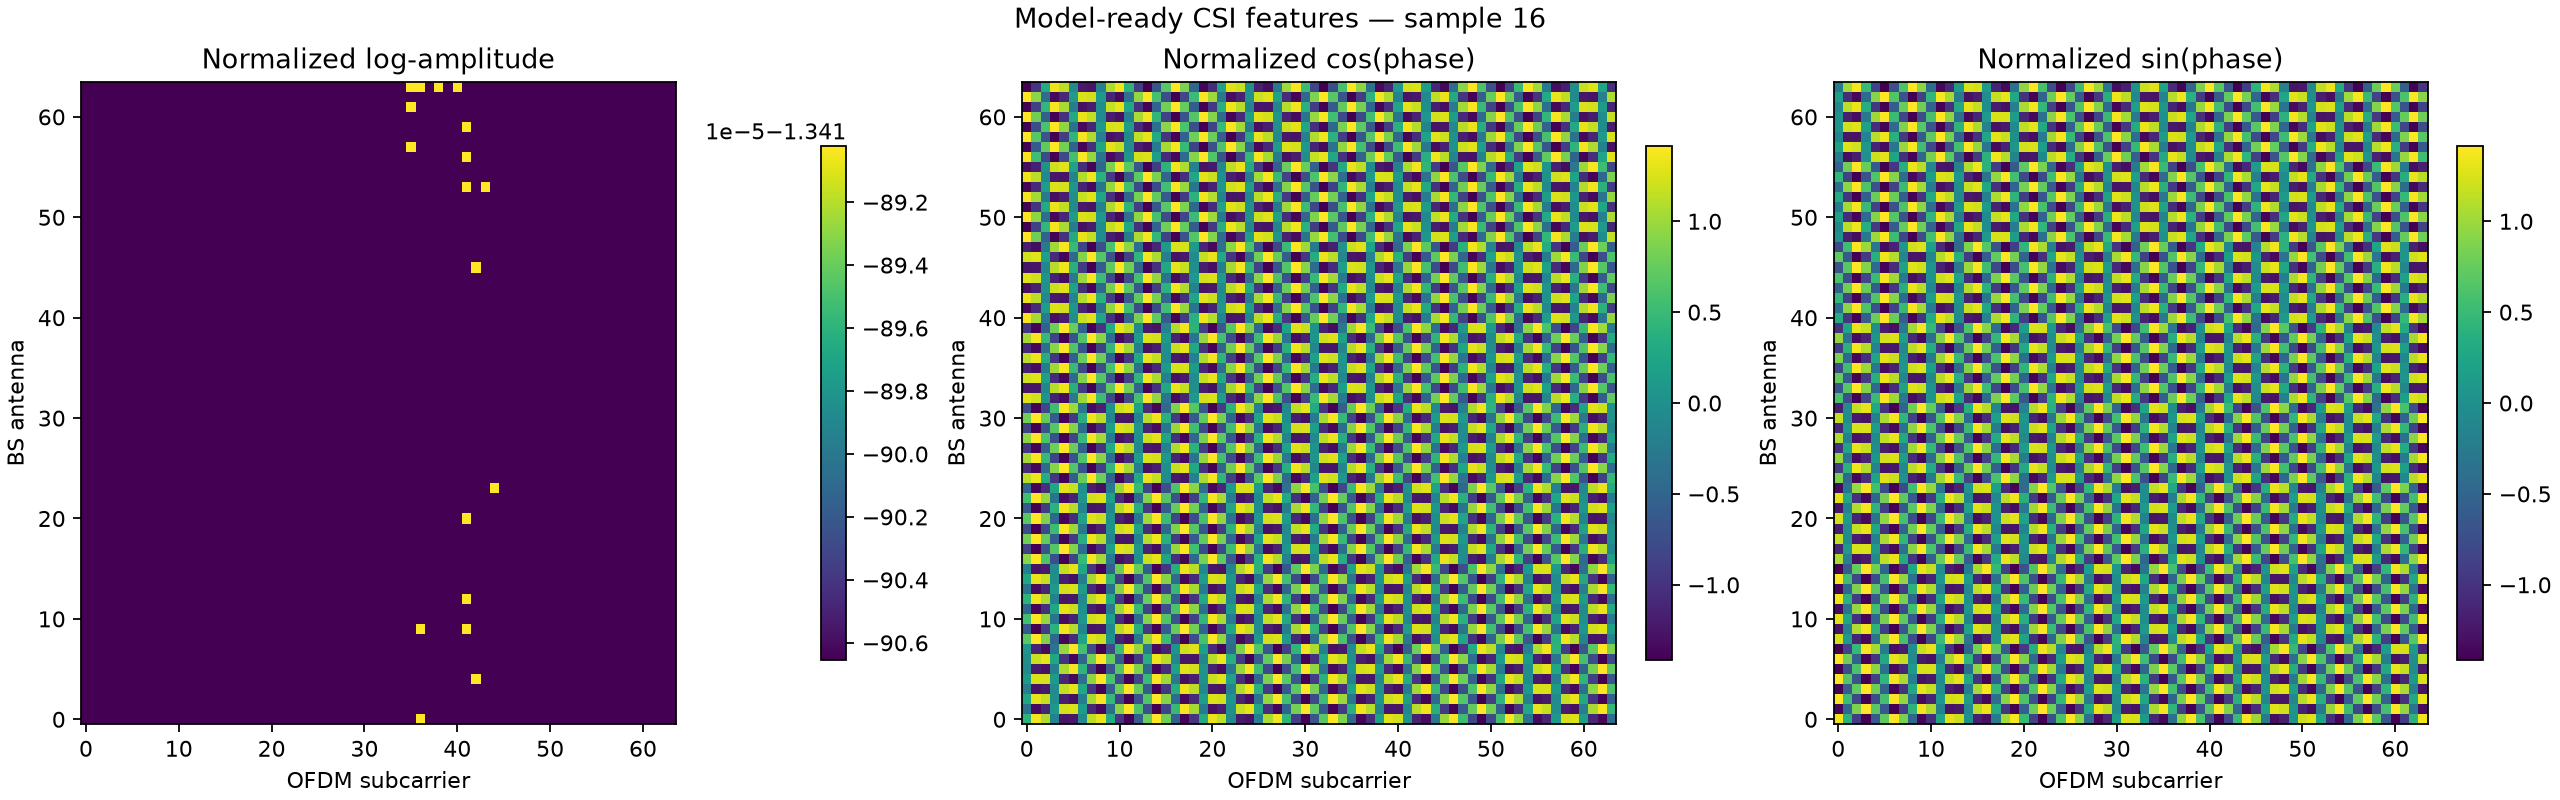 Model-ready CSI features — sample 16
Normalized log-amplitude
BS antenna
60
50
40
30
20
10
0
0 10 20 30 40 50 60
OFDM subcarrier
1e−5−1.341
−89.2
−89.4
−89.6
−89.8
−90.0
−90.2
−90.4
−90.6
Normalized cos(phase)
BS antenna
60
50
40
30
20
10
0
0 10 20 30 40 50 60
OFDM subcarrier
1.0
0.5
0.0
−0.5
−1.0
Normalized sin(phase)
BS antenna
60
50
40
30
20
10
0
0 10 20 30 40 50 60
OFDM subcarrier
1.0
0.5
0.0
−0.5
−1.0